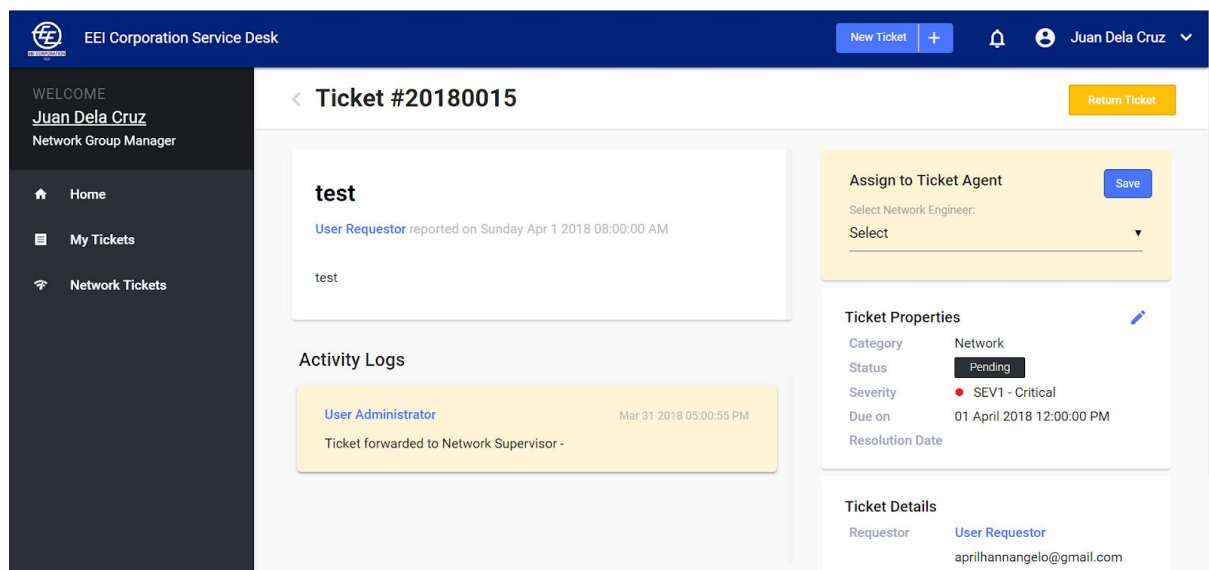 EEI Corporation Service Desk
New Ticket +
Juan Dela Cruz
WELCOME
Juan Dela Cruz
Network Group Manager
Home
My Tickets
Network Tickets
Ticket #20180015
Return Ticket
test
User Requestor reported on Sunday Apr 1 2018 08:00:00 AM
test
Activity Logs
User Administrator Mar 31 2018 05:00:55 PM
Ticket forwarded to Network Supervisor -
Assign to Ticket Agent
Save
Select Network Engineer:
Select
Ticket Properties
Category Network
Status Pending
Severity SEV1 - Critical
Due on 01 April 2018 12:00:00 PM
Resolution Date
Ticket Details
Requestor User Requestor
aprilhannangelo@gmail.com